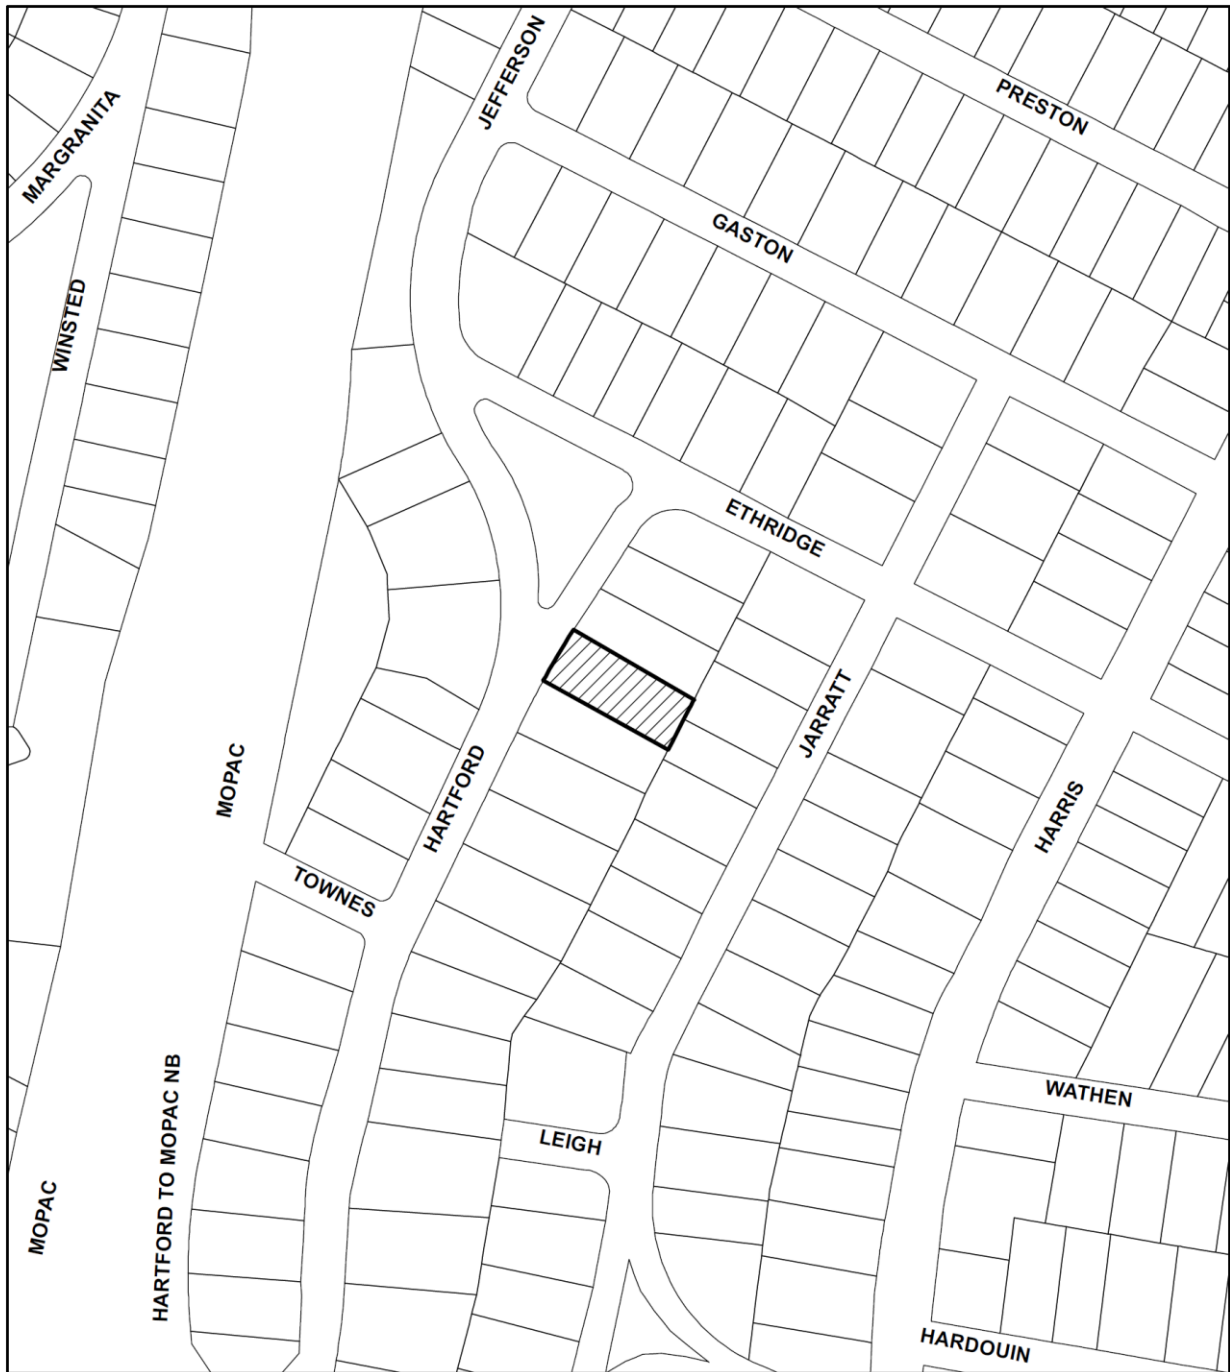 JEFFERSON
PRESTON
MARGRANITA
GASTON
WINSTED
ETHRIDGE
JARRATT
MOPAC
HARTFORD
HARRIS
TOWNES
WATHEN
LEIGH
HARTFORD TO MOPAC NB
MOPAC
HARDOUIN